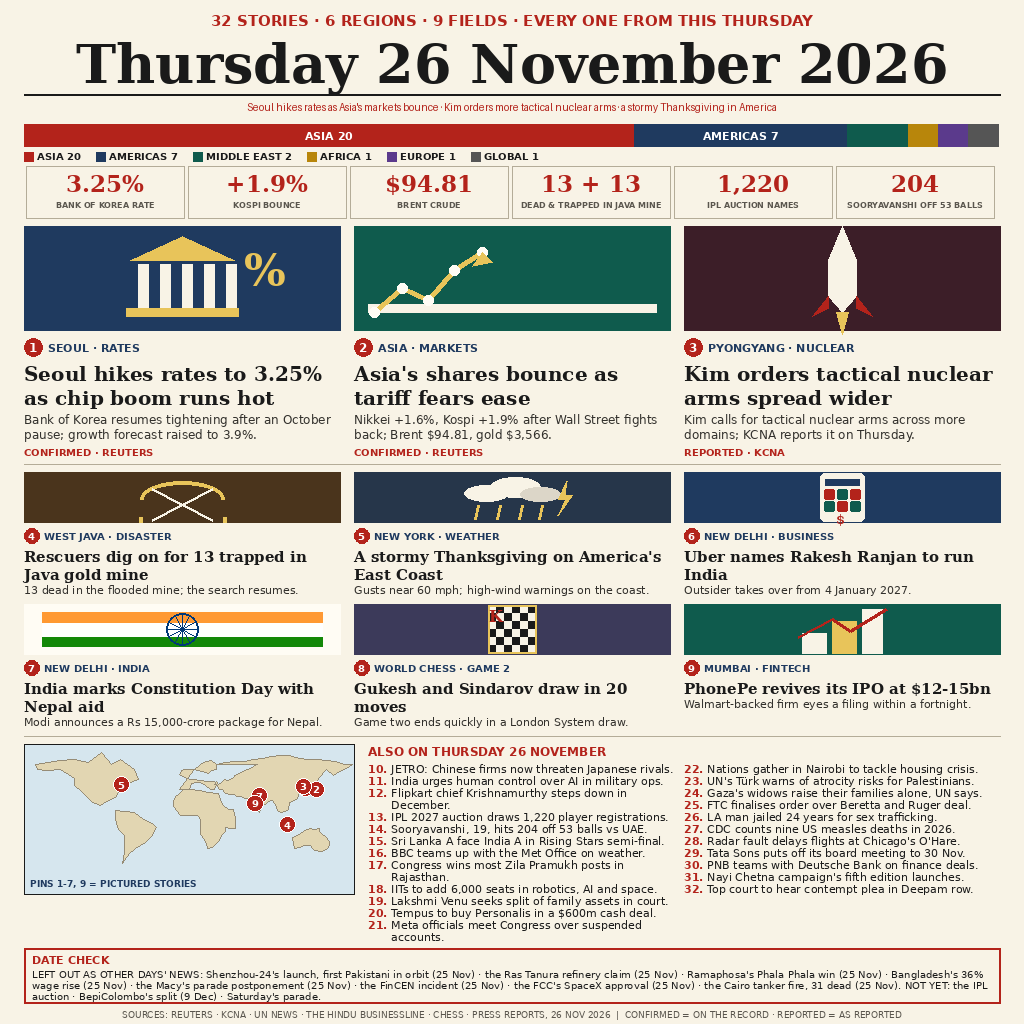 32 STORIES · 6 REGIONS · 9 FIELDS · EVERY ONE FROM THIS THURSDAY
Thursday 26 November 2026
Seoul hikes rates as Asia's markets bounce · Kim orders more tactical nuclear arms · a stormy Thanksgiving in America
ASIA 20
AMERICAS 7
ASIA 20 AMERICAS 7 MIDDLE EAST 2 AFRICA 1 EUROPE 1 GLOBAL 1
3.25%
BANK OF KOREA RATE
+1.9%
KOSPI BOUNCE
$94.81
BRENT CRUDE
13 + 13
DEAD & TRAPPED IN JAVA MINE
1,220
IPL AUCTION NAMES
204
SOORYAVANSHI OFF 53 BALLS
%
1 SEOUL · RATES
Seoul hikes rates to 3.25%
as chip boom runs hot
Bank of Korea resumes tightening after an October
pause; growth forecast raised to 3.9%.
CONFIRMED · REUTERS
2 ASIA · MARKETS
Asia's shares bounce as
tariff fears ease
Nikkei +1.6%, Kospi +1.9% after Wall Street fights
back; Brent $94.81, gold $3,566.
CONFIRMED · REUTERS
3 PYONGYANG · NUCLEAR
Kim orders tactical nuclear
arms spread wider
Kim calls for tactical nuclear arms across more
domains; KCNA reports it on Thursday.
REPORTED · KCNA
4 WEST JAVA · DISASTER
Rescuers dig on for 13 trapped in
Java gold mine
13 dead in the flooded mine; the search resumes.
5 NEW YORK · WEATHER
A stormy Thanksgiving on America's
East Coast
Gusts near 60 mph; high-wind warnings on the coast.
$
6 NEW DELHI · BUSINESS
Uber names Rakesh Ranjan to run
India
Outsider takes over from 4 January 2027.
7 NEW DELHI · INDIA
India marks Constitution Day with
Nepal aid
Modi announces a Rs 15,000-crore package for Nepal.
K
8 WORLD CHESS · GAME 2
Gukesh and Sindarov draw in 20
moves
Game two ends quickly in a London System draw.
9 MUMBAI · FINTECH
PhonePe revives its IPO at $12-15bn
Walmart-backed firm eyes a filing within a fortnight.
5
3
2
7
9
4
PINS 1-7, 9 = PICTURED STORIES
ALSO ON THURSDAY 26 NOVEMBER
10. JETRO: Chinese firms now threaten Japanese rivals.
11. India urges human control over AI in military ops.
12. Flipkart chief Krishnamurthy steps down in
December.
13. IPL 2027 auction draws 1,220 player registrations.
14. Sooryavanshi, 19, hits 204 off 53 balls vs UAE.
15. Sri Lanka A face India A in Rising Stars semi-final.
16. BBC teams up with the Met Office on weather.
17. Congress wins most Zila Pramukh posts in
Rajasthan.
18. IITs to add 6,000 seats in robotics, AI and space.
19. Lakshmi Venu seeks split of family assets in court.
20. Tempus to buy Personalis in a $600m cash deal.
21. Meta officials meet Congress over suspended
accounts.
22. Nations gather in Nairobi to tackle housing crisis.
23. UN's Türk warns of atrocity risks for Palestinians.
24. Gaza's widows raise their families alone, UN says.
25. FTC finalises order over Beretta and Ruger deal.
26. LA man jailed 24 years for sex trafficking.
27. CDC counts nine US measles deaths in 2026.
28. Radar fault delays flights at Chicago's O'Hare.
29. Tata Sons puts off its board meeting to 30 Nov.
30. PNB teams with Deutsche Bank on finance deals.
31. Nayi Chetna campaign's fifth edition launches.
32. Top court to hear contempt plea in Deepam row.
DATE CHECK
LEFT OUT AS OTHER DAYS' NEWS: Shenzhou-24's launch, first Pakistani in orbit (25 Nov) · the Ras Tanura refinery claim (25 Nov) · Ramaphosa's Phala Phala win (25 Nov) · Bangladesh's 36%
wage rise (25 Nov) · the Macy's parade postponement (25 Nov) · the FinCEN incident (25 Nov) · the FCC's SpaceX approval (25 Nov) · the Cairo tanker fire, 31 dead (25 Nov). NOT YET: the IPL
auction · BepiColombo's split (9 Dec) · Saturday's parade.
SOURCES: REUTERS · KCNA · UN NEWS · THE HINDU BUSINESSLINE · CHESS · PRESS REPORTS, 26 NOV 2026 | CONFIRMED = ON THE RECORD · REPORTED = AS REPORTED